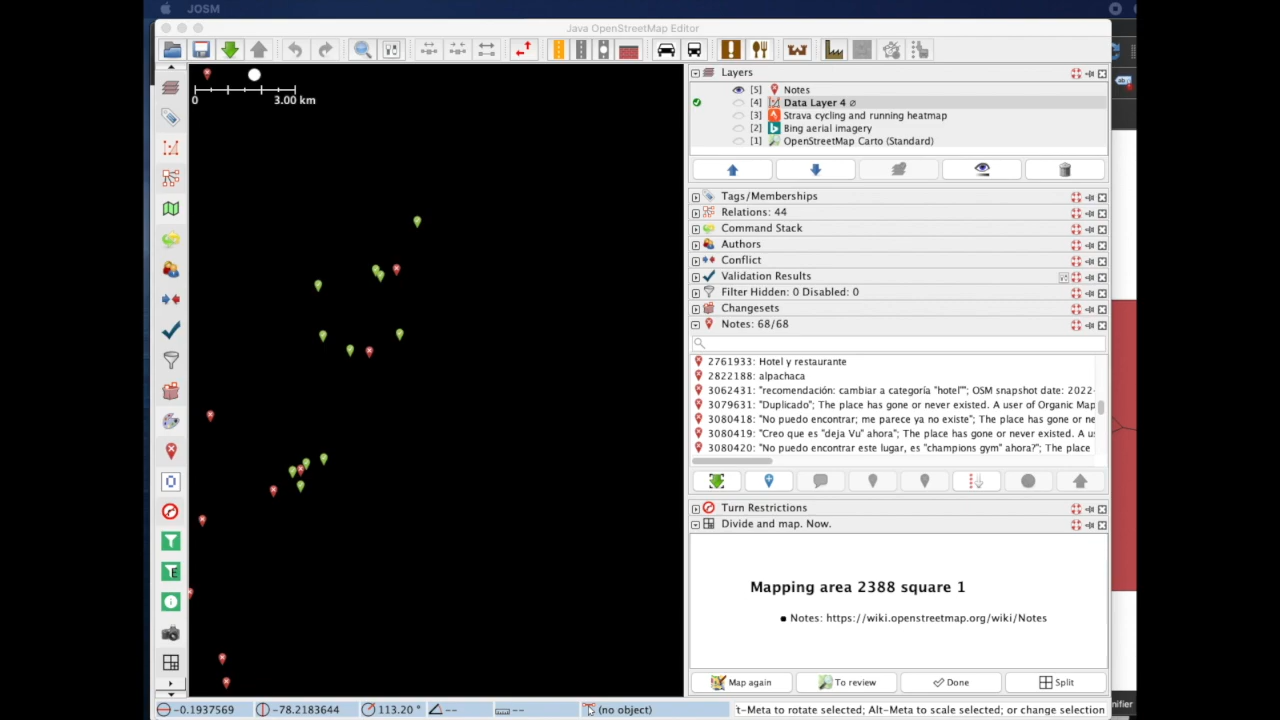 JOSM
Java OpenStreetMap Editor
0 3.00 km
Layers
[5] Notes
[4] Data Layer 4
[3] Strava cycling and running heatmap
[2] Bing aerial imagery
[1] OpenStreetMap Carto (Standard)
Tags/Memberships
Relations: 44
Command Stack
Authors
Conflict
Validation Results
Filter Hidden: 0 Disabled: 0
Changesets
Notes: 68/68
2761933: Hotel y restaurante
2822188: alpachaca
3062431: "recomendación: cambiar a categoría "hotel""; OSM snapshot date: 2022-
3079631: "Duplicado"; The place has gone or never existed. A user of Organic Map
3080418: "No puedo encontrar; me parece ya no existe"; The place has gone or ne
3080419: "Creo que es "deja Vu" ahora"; The place has gone or never existed. A us
3080420: "No puedo encontrar este lugar, es "champions gym" ahora?"; The place
Turn Restrictions
Divide and map. Now.
Mapping area 2388 square 1
• Notes: https://wiki.openstreetmap.org/wiki/Notes
Map again To review Done Split
-0.1937569 -78.2183644 113.20 ° -- -- (no object) 't-Meta to rotate selected; Alt-Meta to scale selected; or change selection
nifier